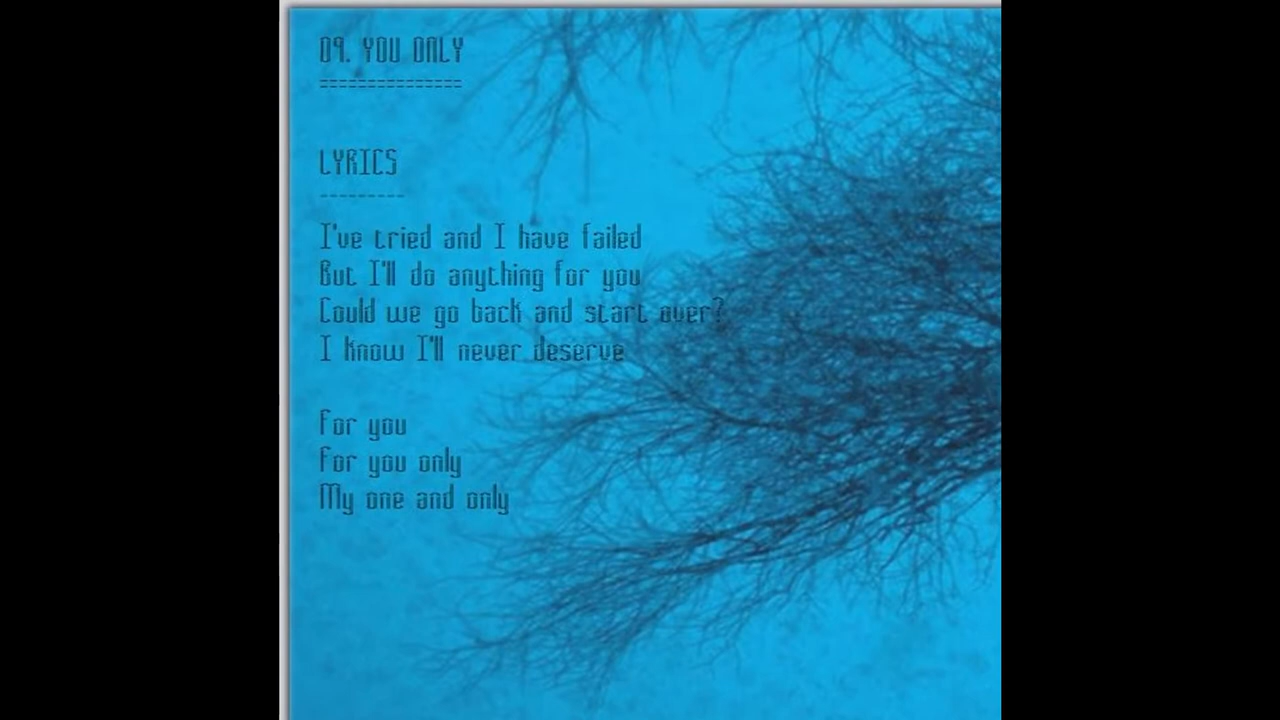 09. YOU ONLY
===============
LYRICS
---------
I've tried and I have failed
But I'll do anything for you
Could we go back and start over?
I know I'll never deserve
For you
For you only
My one and only